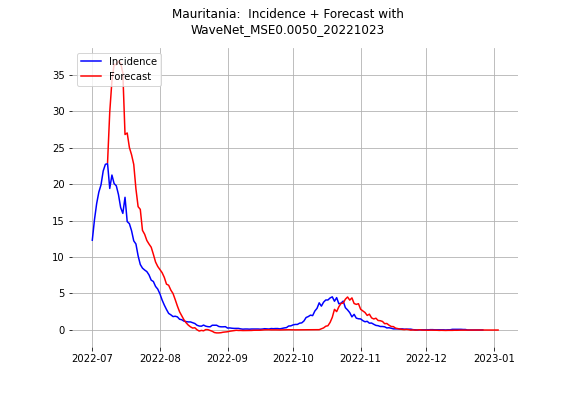 Mauritania:  Incidence + Forecast with
WaveNet_MSE0.0050_20221023
Incidence
Forecast
35
30
25
20
15
10
5
0
2022-07 2022-08 2022-09 2022-10 2022-11 2022-12 2023-01